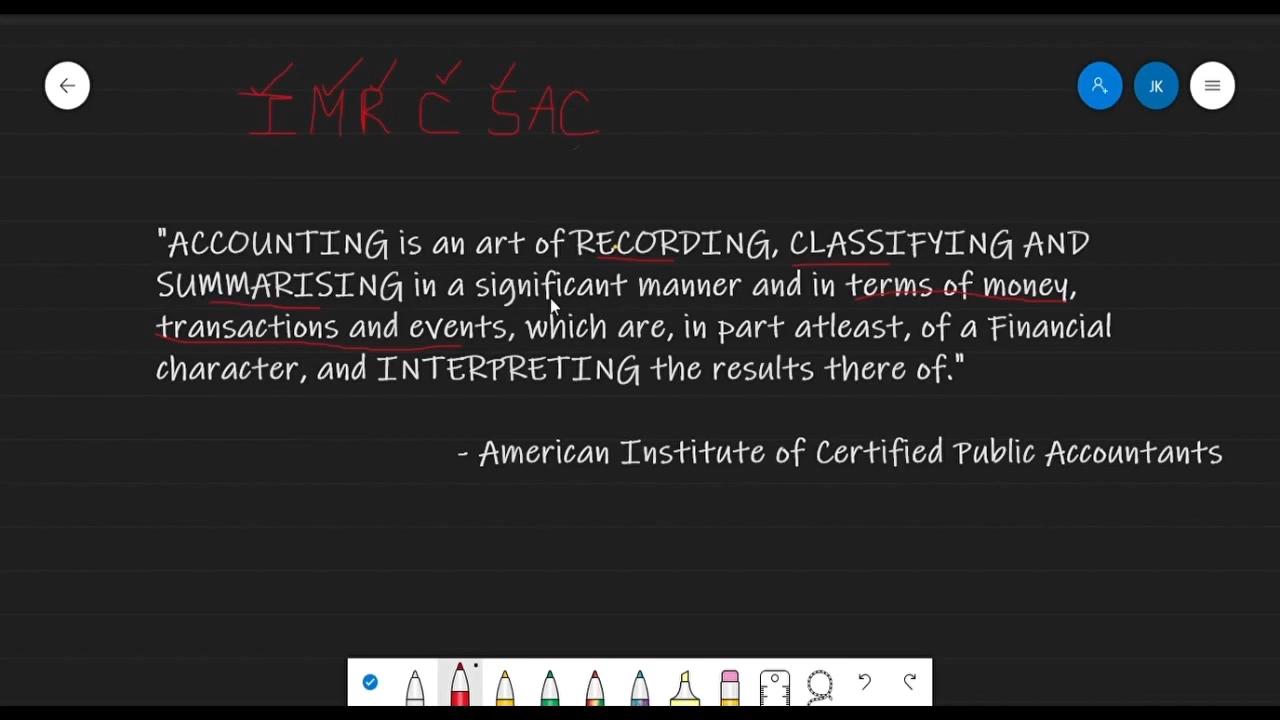 I M R C S A C
JK
"ACCOUNTING is an art of RECORDING, CLASSIFYING AND
SUMMARISING in a significant manner and in terms of money,
transactions and events, which are, in part atleast, of a Financial
character, and INTERPRETING the results there of."
- American Institute of Certified Public Accountants